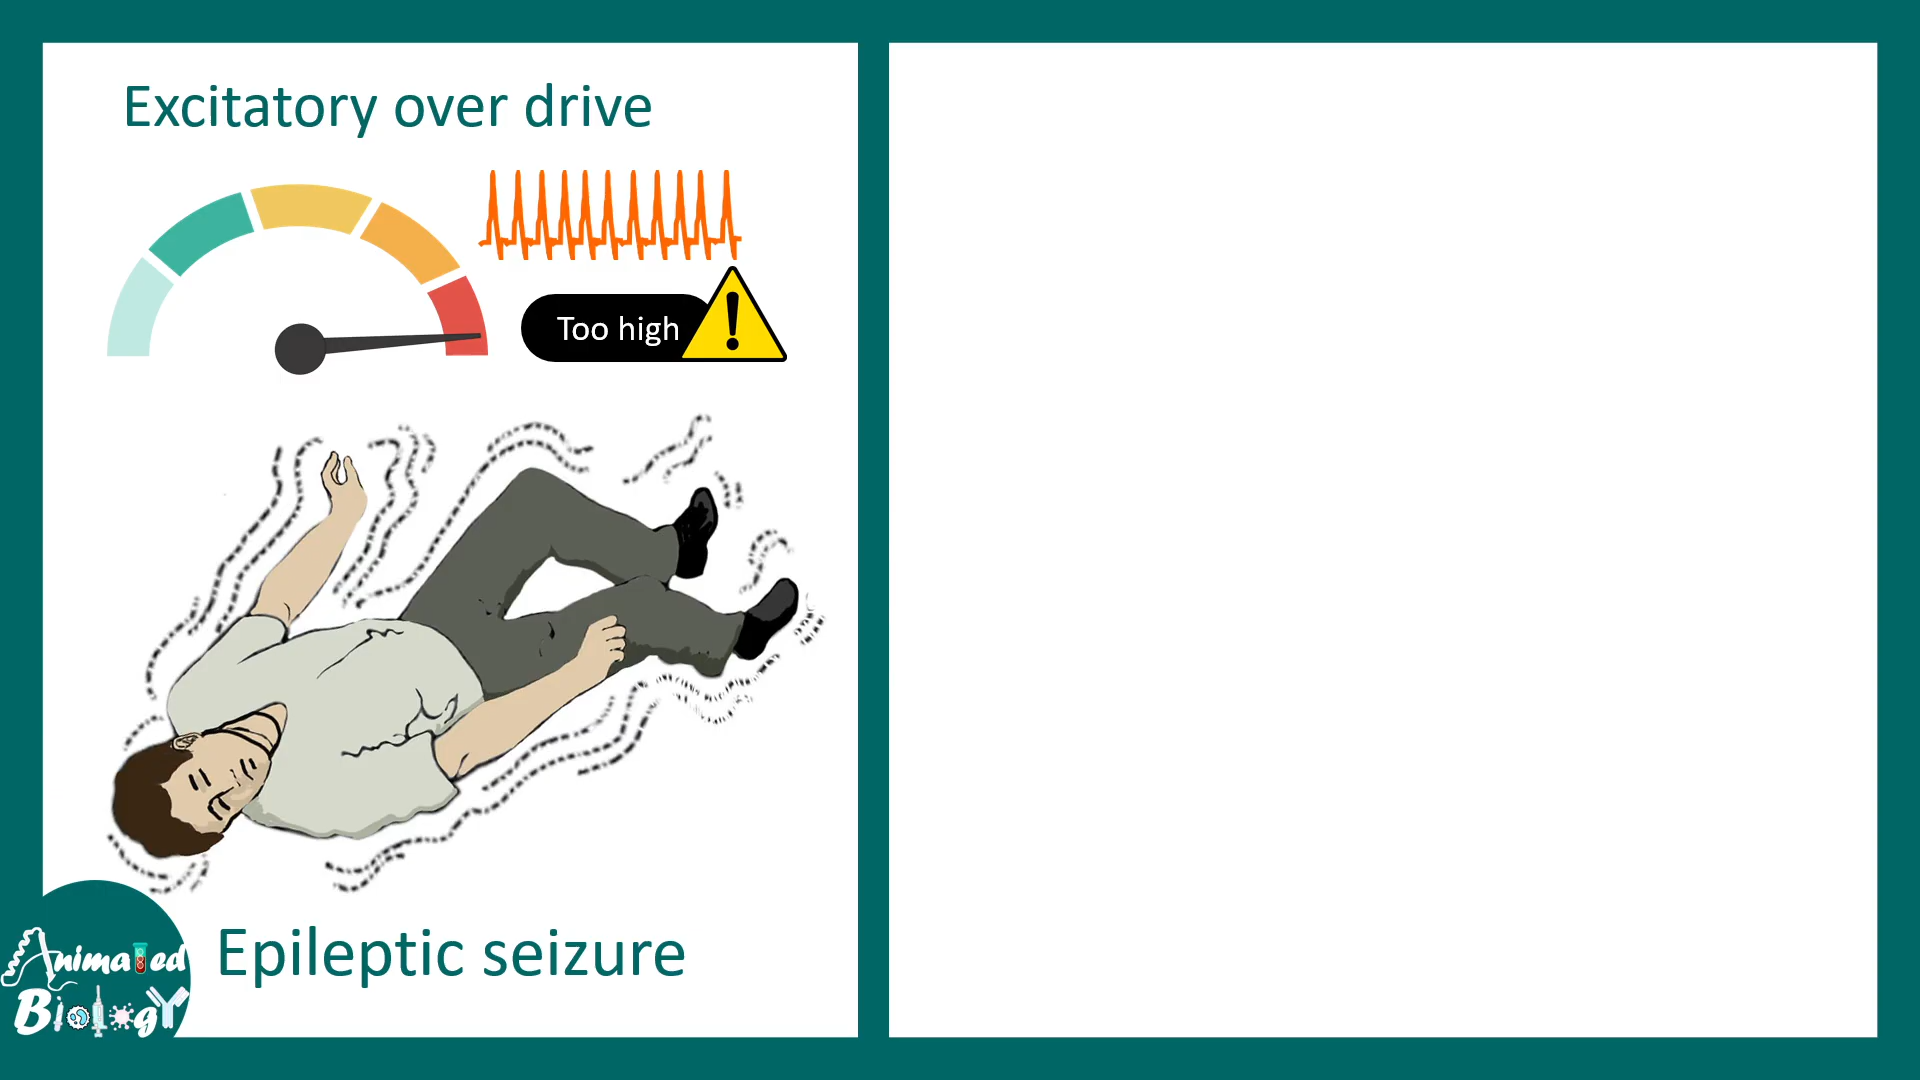 Excitatory over drive
Too high
Epileptic seizure
Animated
Biology